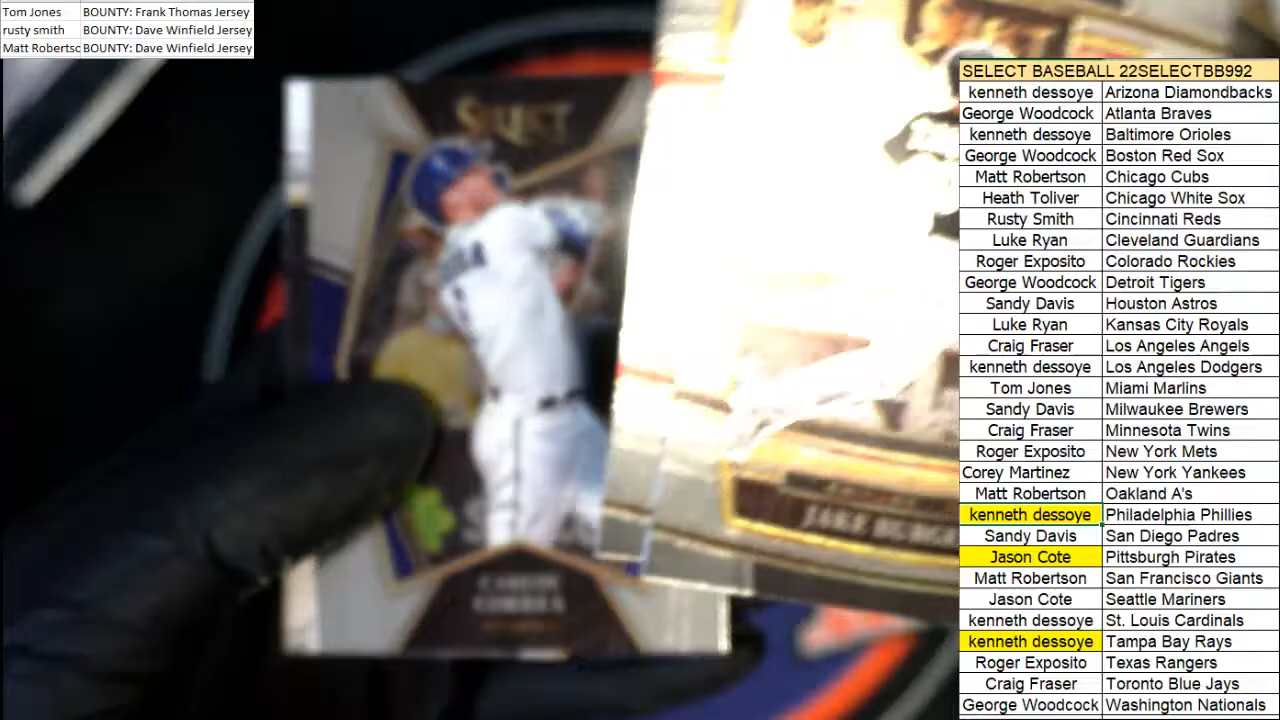 Tom Jones BOUNTY: Frank Thomas Jersey
rusty smith BOUNTY: Dave Winfield Jersey
Matt Robertsc BOUNTY: Dave Winfield Jersey
SELECT BASEBALL 22SELECTBB992
kenneth dessoye Arizona Diamondbacks
George Woodcock Atlanta Braves
kenneth dessoye Baltimore Orioles
George Woodcock Boston Red Sox
Matt Robertson Chicago Cubs
Heath Toliver Chicago White Sox
Rusty Smith Cincinnati Reds
Luke Ryan Cleveland Guardians
Roger Exposito Colorado Rockies
George Woodcock Detroit Tigers
Sandy Davis Houston Astros
Luke Ryan Kansas City Royals
Craig Fraser Los Angeles Angels
kenneth dessoye Los Angeles Dodgers
Tom Jones Miami Marlins
Sandy Davis Milwaukee Brewers
Craig Fraser Minnesota Twins
Roger Exposito New York Mets
Corey Martinez New York Yankees
Matt Robertson Oakland A's
kenneth dessoye Philadelphia Phillies
Sandy Davis San Diego Padres
Jason Cote Pittsburgh Pirates
Matt Robertson San Francisco Giants
Jason Cote Seattle Mariners
kenneth dessoye St. Louis Cardinals
kenneth dessoye Tampa Bay Rays
Roger Exposito Texas Rangers
Craig Fraser Toronto Blue Jays
George Woodcock Washington Nationals
SELECT
JAKE BURGE
CORREA